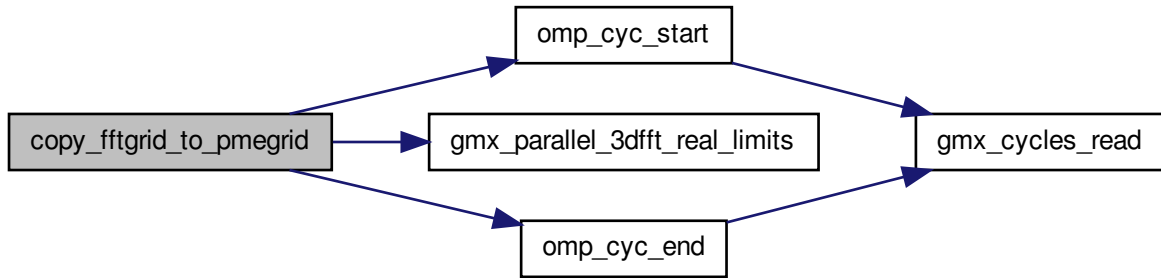 omp_cyc_start
copy_fftgrid_to_pmegrid
gmx_parallel_3dfft_real_limits
gmx_cycles_read
omp_cyc_end